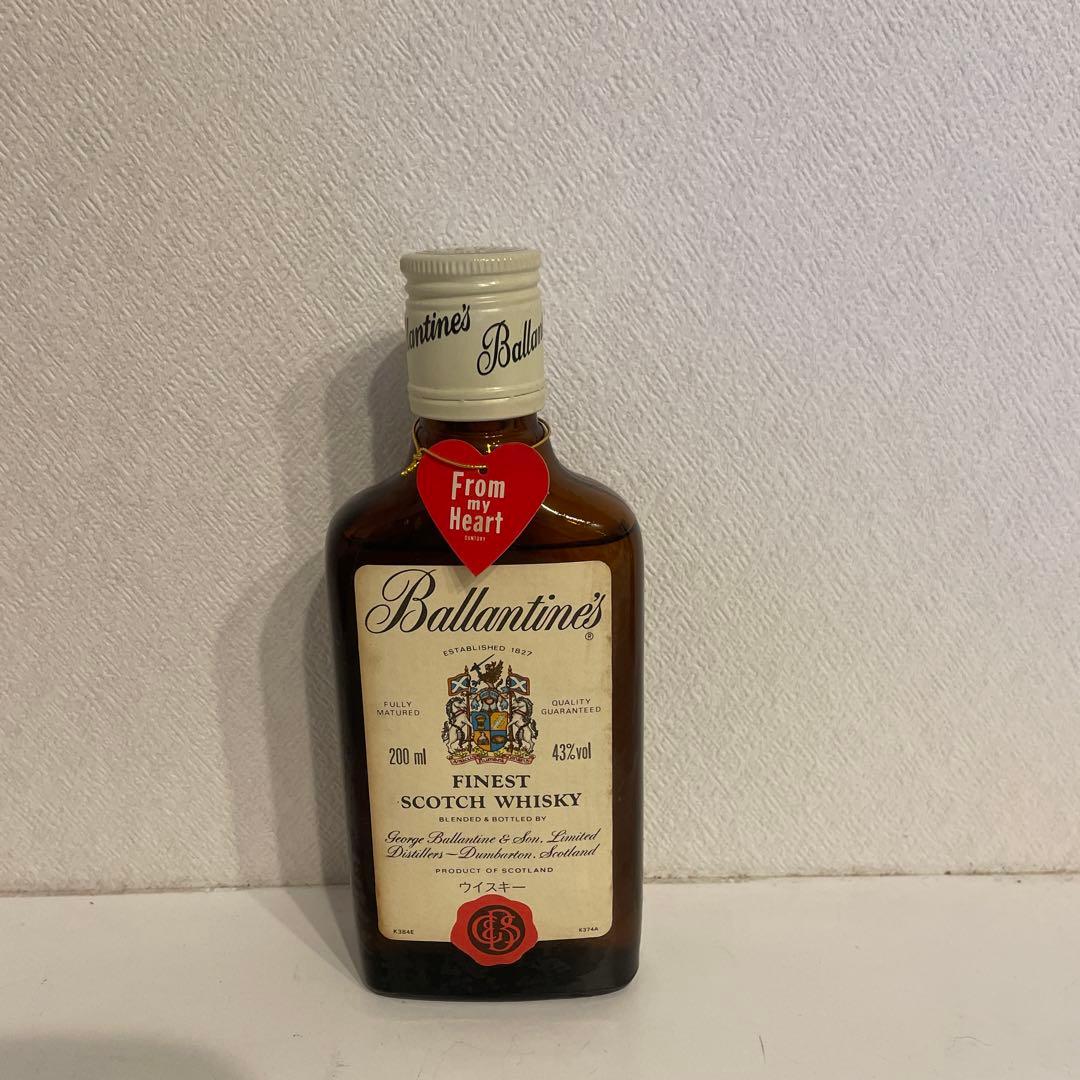 lantine's Ballan
From
my
Heart
SUNTORY
Ballantine's
®
ESTABLISHED 1827
FULLY
MATURED
QUALITY
GUARANTEED
200 ml
43%vol
FINEST
SCOTCH WHISKY
BLENDED & BOTTLED BY
George Ballantine & Son, Limited
Distillers—Dumbarton, Scotland
PRODUCT OF SCOTLAND
ウイスキー
K384E
K374A